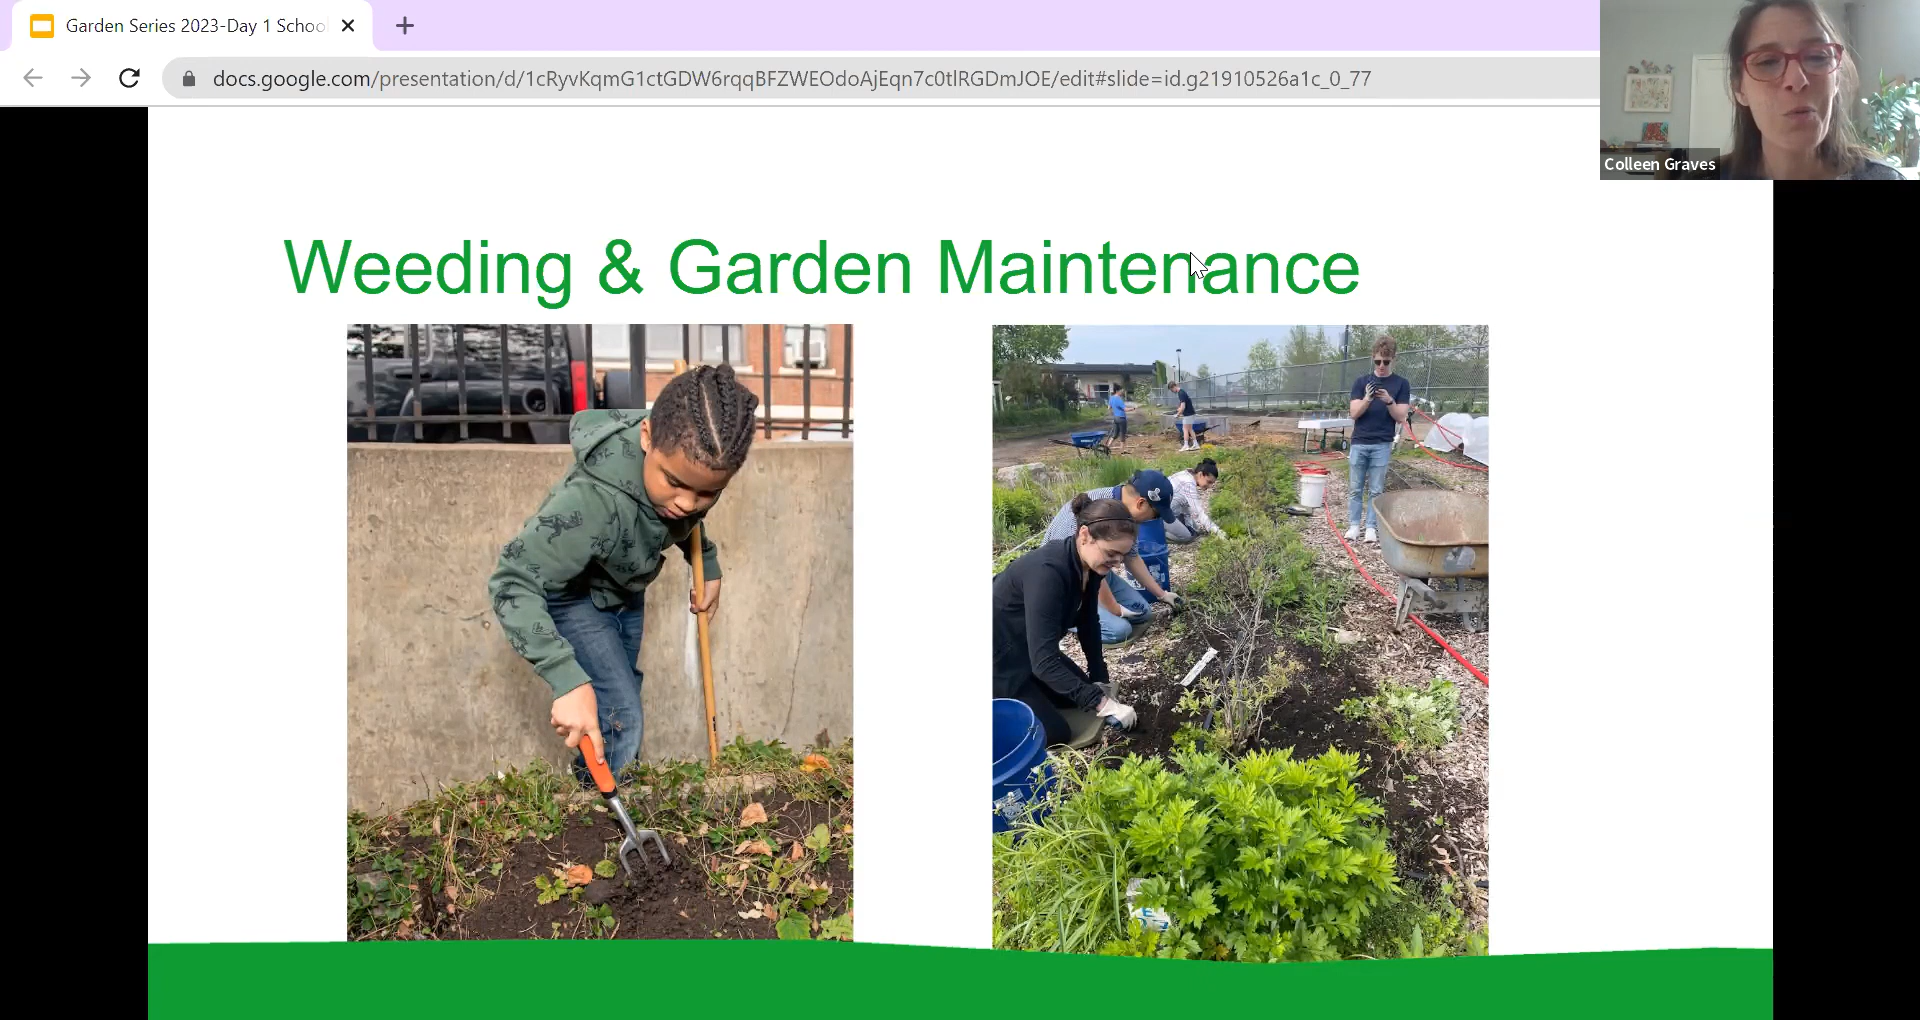 Garden Series 2023-Day 1 Schoo
docs.google.com/presentation/d/1cRyvKqmG1ctGDW6rqqBFZWEOdoAjEqn7c0tlRGDmJOE/edit#slide=id.g21910526a1c_0_77
Colleen Graves
Weeding & Garden Maintenance